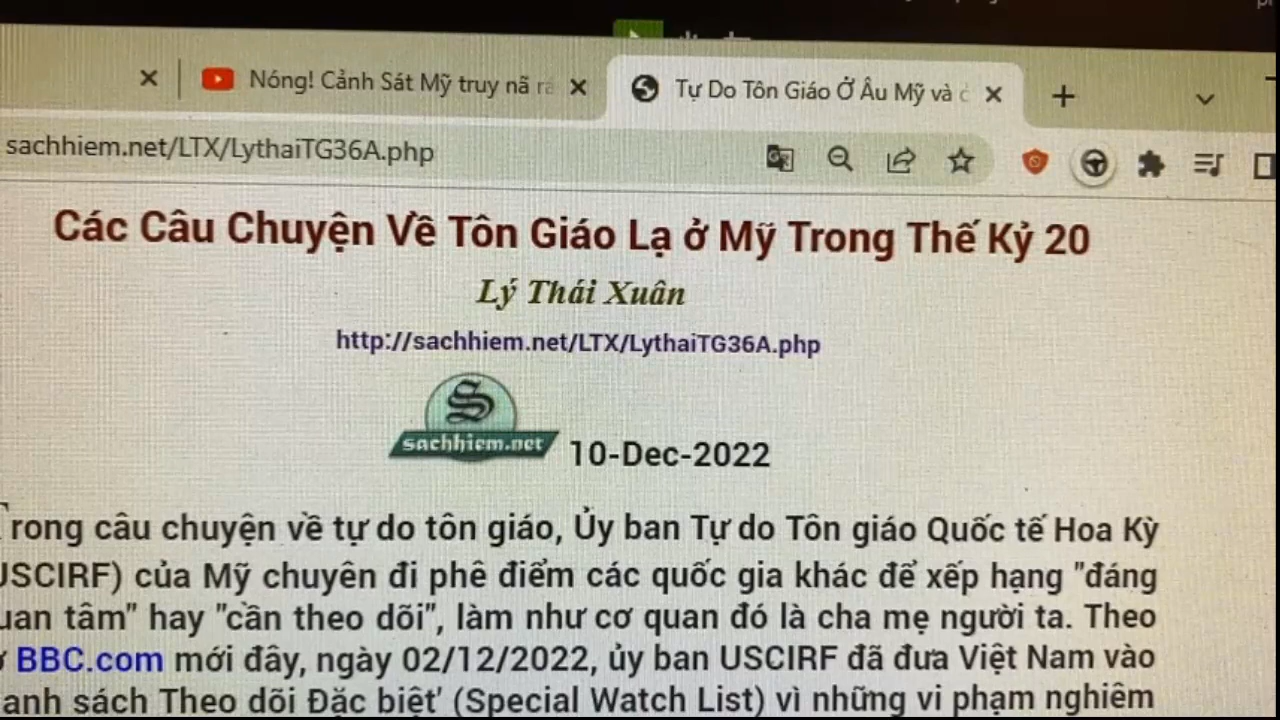 Nóng! Cảnh Sát Mỹ truy nã
Tự Do Tôn Giáo Ở Âu Mỹ và
sachhiem.net/LTX/LythaiTG36A.php
Các Câu Chuyện Về Tôn Giáo Lạ ở Mỹ Trong Thế Kỷ 20
Lý Thái Xuân
http://sachhiem.net/LTX/LythaiTG36A.php
S
sachhiem.net
10-Dec-2022
Trong câu chuyện về tự do tôn giáo, Ủy ban Tự do Tôn giáo Quốc tế Hoa Kỳ
USCIRF) của Mỹ chuyên đi phê điểm các quốc gia khác để xếp hạng "đáng
uan tâm" hay "cần theo dõi", làm như cơ quan đó là cha mẹ người ta. Theo
BBC.com mới đây, ngày 02/12/2022, ủy ban USCIRF đã đưa Việt Nam vào
anh sách Theo dõi Đặc biệt' (Special Watch List) vì những vi phạm nghiêm